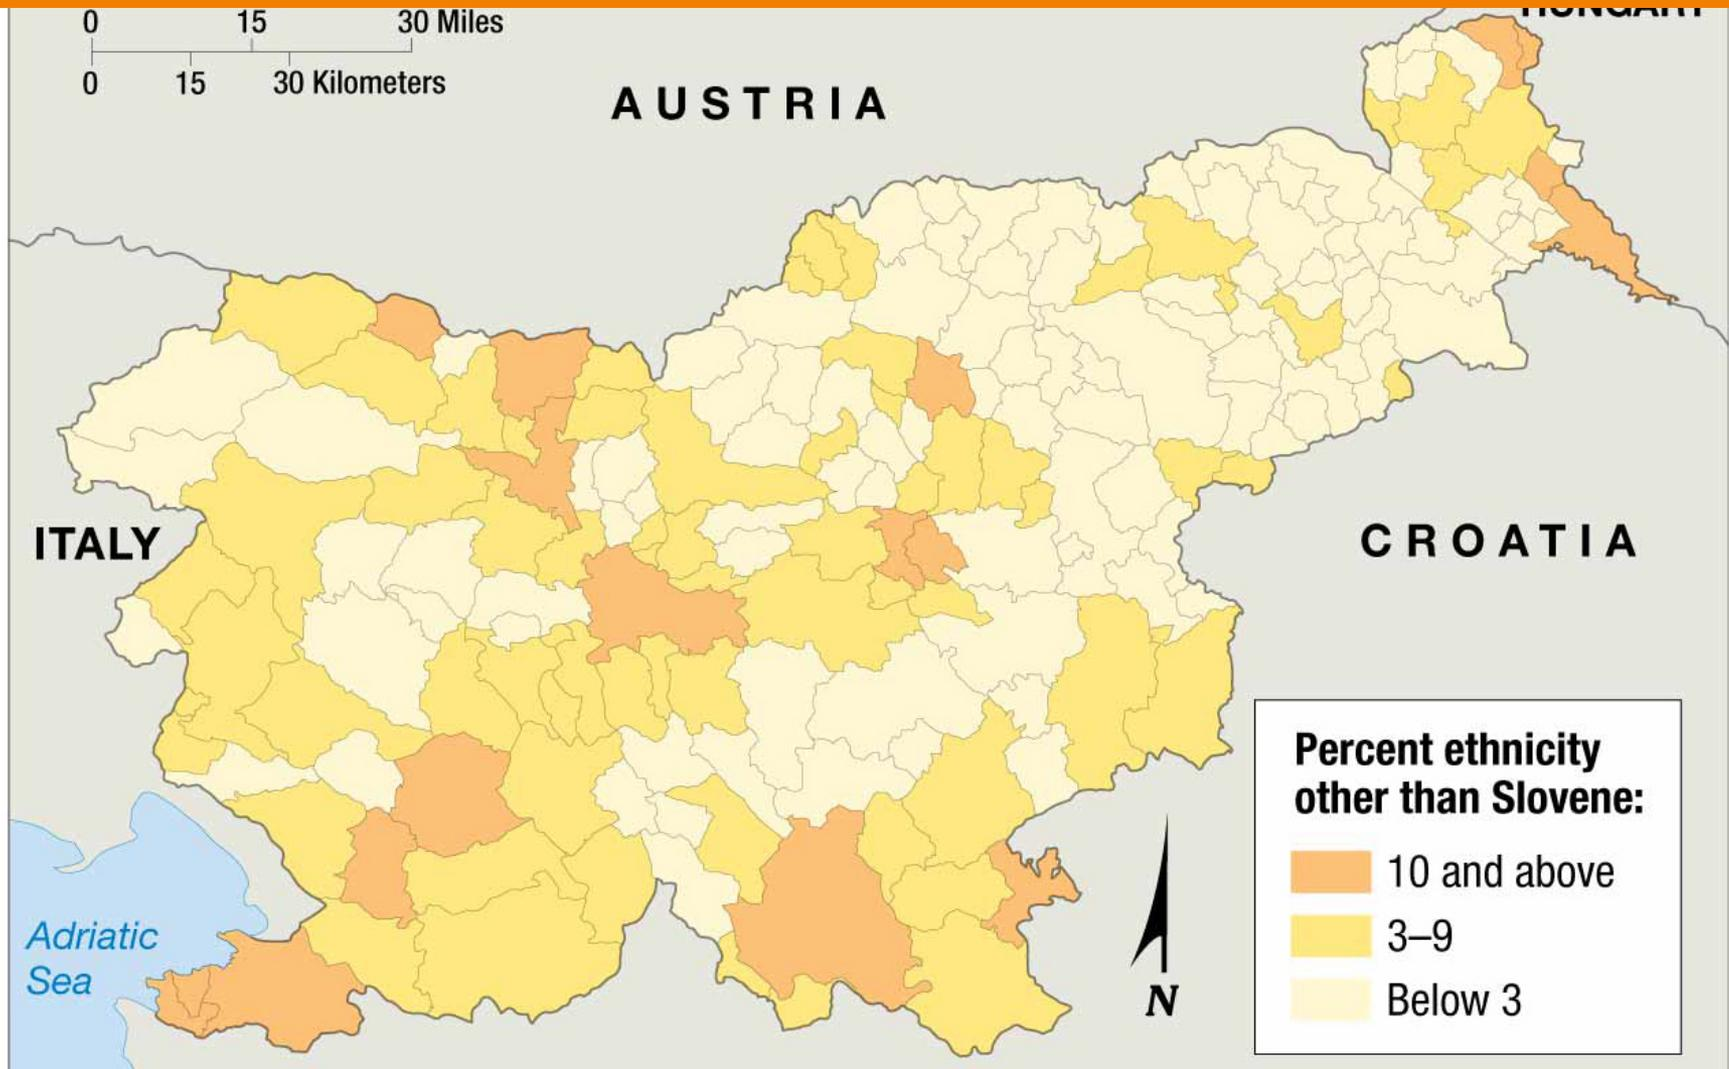 0 15 30 Miles
0 15 30 Kilometers
HUNGARY
AUSTRIA
ITALY
CROATIA
Adriatic
Sea
N
Percent ethnicity
other than Slovene:
10 and above
3–9
Below 3